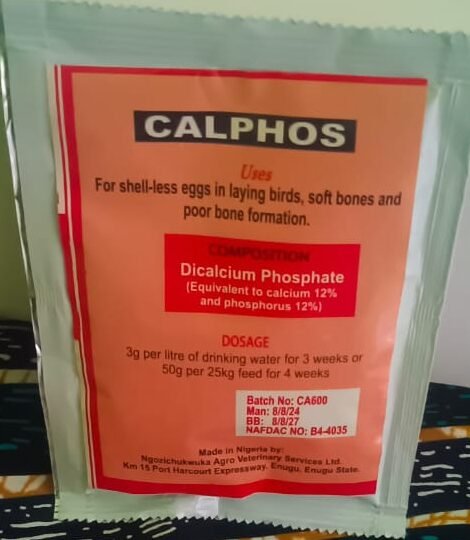 CALPHOS
Uses
For shell-less eggs in laying birds, soft bones and
poor bone formation.
COMPOSITION
Dicalcium Phosphate
(Equivalent to calcium 12%
and phosphorus 12%)
DOSAGE
3g per litre of drinking water for 3 weeks or
50g per 25kg feed for 4 weeks
Batch No: CA600
Man: 8/8/24
BB: 8/8/27
NAFDAC NO: B4-4035
Made in Nigeria by:
Ngozichukwuka Agro Veterinary Services Ltd.
Km 15 Port Harcourt Expressway, Enugu, Enugu State.